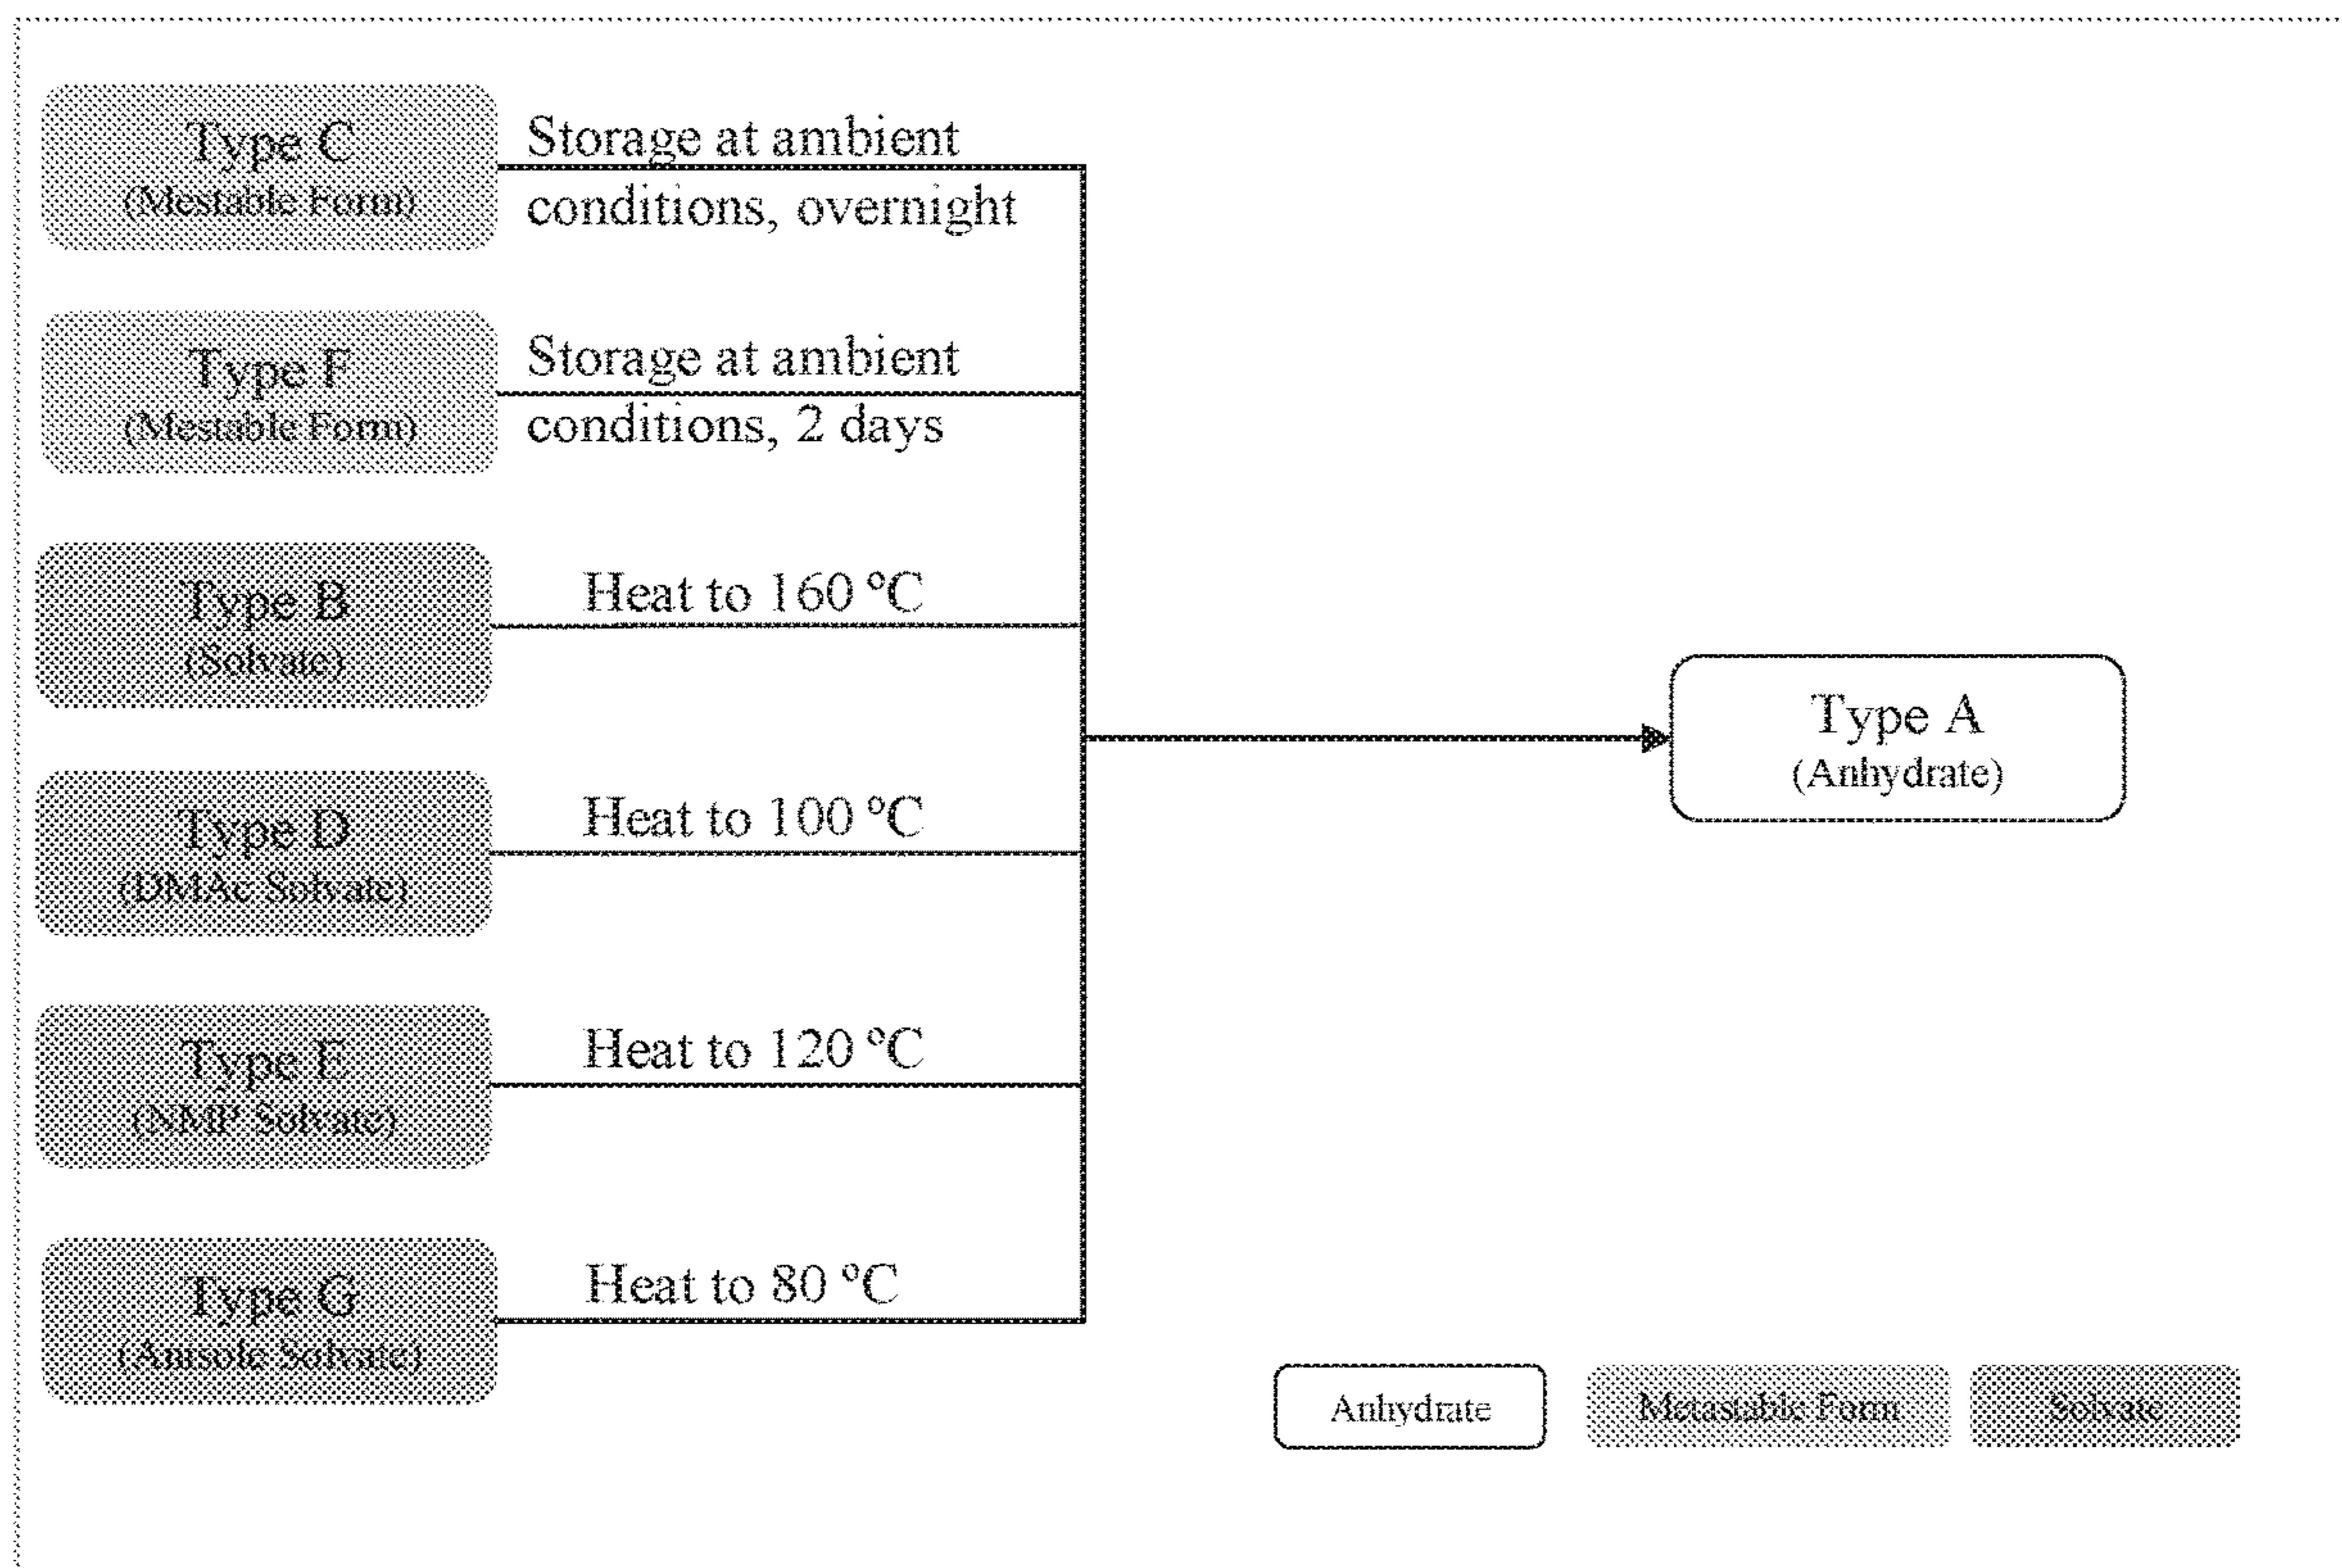 Type C
(Mestable Form)
Storage at ambient
conditions, overnight
Type F
(Mestable Form)
Storage at ambient
conditions, 2 days
Type B
(Solvate)
Heat to 160 °C
Type D
(DMAc Solvate)
Heat to 100 °C
Type E
(NMP Solvate)
Heat to 120 °C
Type G
(Anisole Solvate)
Heat to 80 °C
Type A
(Anhydrate)
Anhydrate
Metastable Form
Solvate